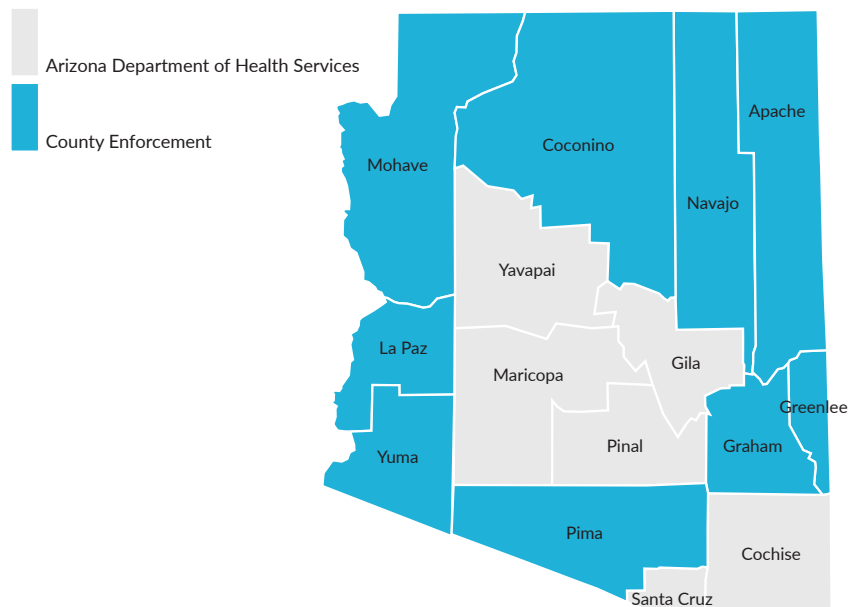 Arizona Department of Health Services
County Enforcement
Apache
Coconino
Mohave
Navajo
Yavapai
La Paz
Gila
Maricopa
Greenlee
Pinal
Graham
Yuma
Pima
Cochise
Santa Cruz